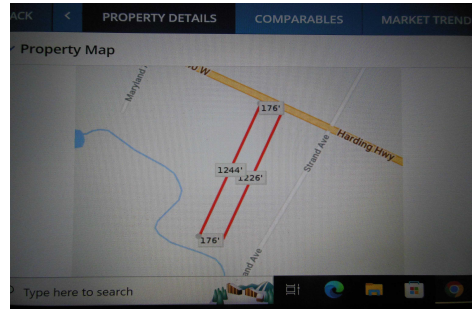 ACK < PROPERTY DETAILS COMPARABLES MARKET TREND
Property Map
W
Maryland
176'
Harding Hwy
Strand Ave
1244'
1226'
176'
and Ave
Type here to search